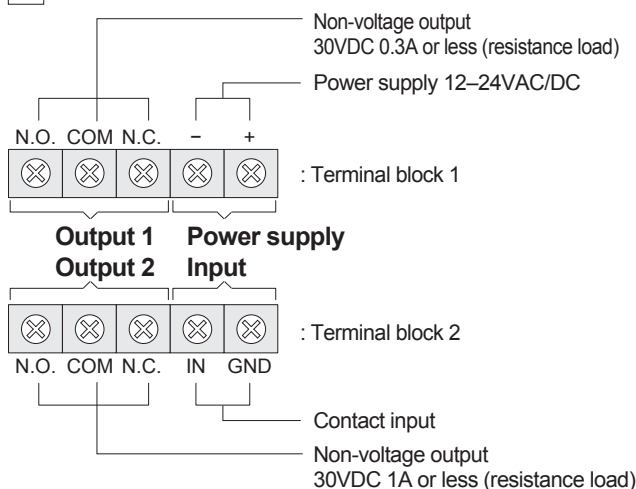 Non-voltage output
30VDC 0.3A or less (resistance load)
Power supply 12–24VAC/DC
N.O. COM N.C. − +
: Terminal block 1
Output 1 Power supply
Output 2 Input
: Terminal block 2
N.O. COM N.C. IN GND
Contact input
Non-voltage output
30VDC 1A or less (resistance load)